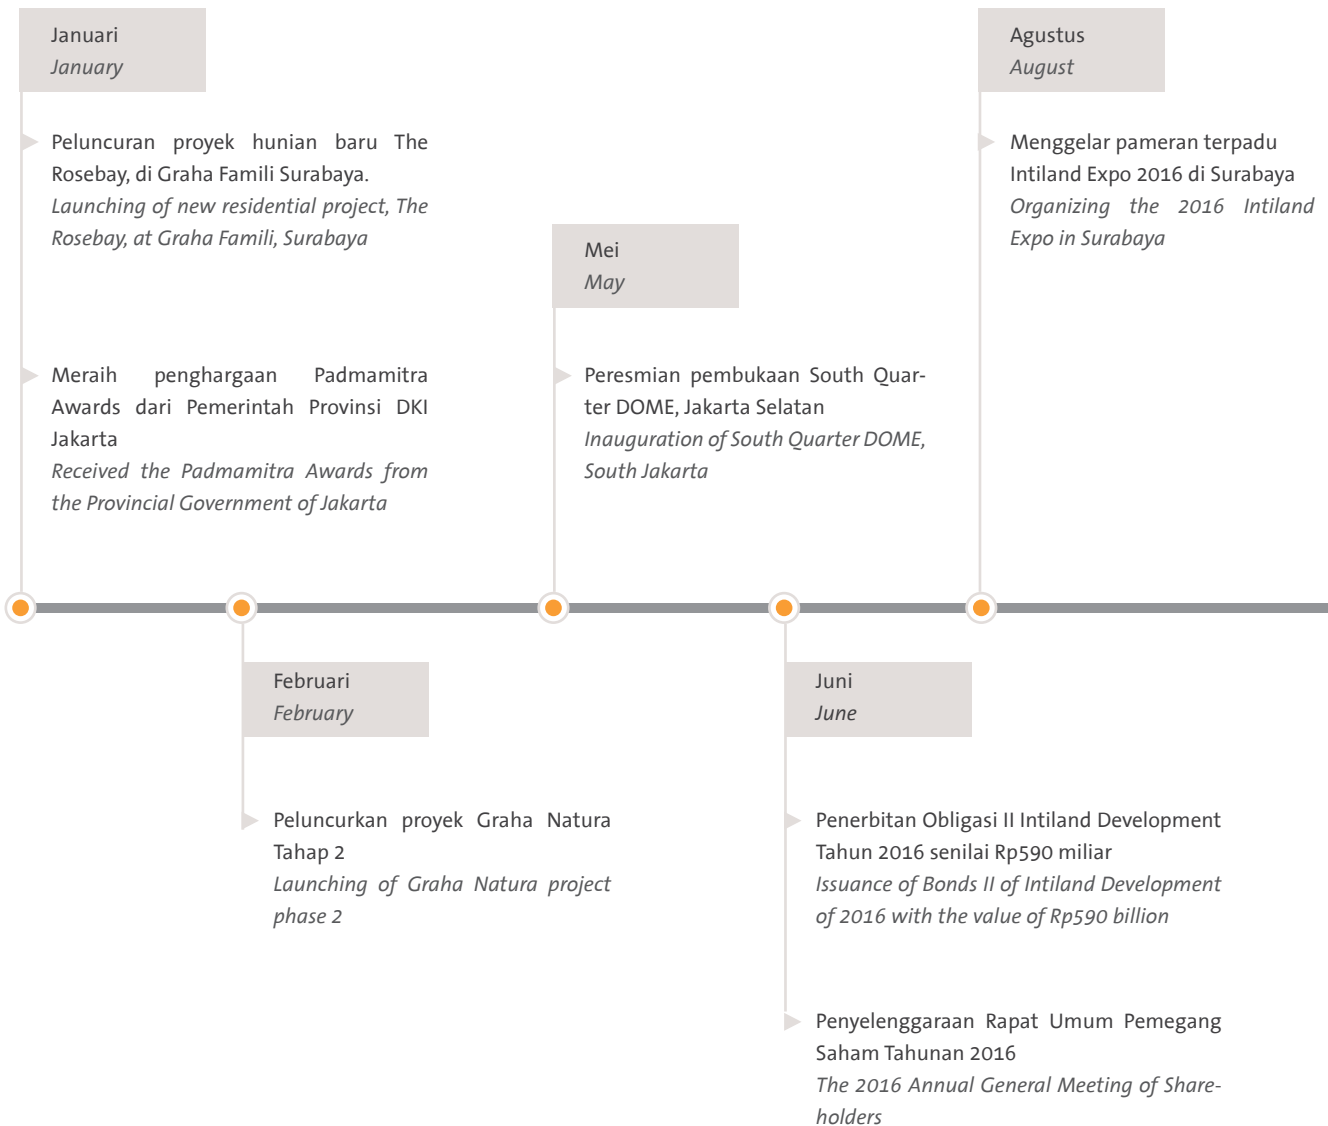 Januari
January
Peluncuran proyek hunian baru The
Rosebay, di Graha Famili Surabaya.
Launching of new residential project, The
Rosebay, at Graha Famili, Surabaya
Meraih penghargaan Padmamitra
Awards dari Pemerintah Provinsi DKI
Jakarta
Received the Padmamitra Awards from
the Provincial Government of Jakarta
Februari
February
Peluncurkan proyek Graha Natura
Tahap 2
Launching of Graha Natura project
phase 2
Mei
May
Peresmian pembukaan South Quar-
ter DOME, Jakarta Selatan
Inauguration of South Quarter DOME,
South Jakarta
Juni
June
Penerbitan Obligasi II Intiland Development
Tahun 2016 senilai Rp590 miliar
Issuance of Bonds II of Intiland Development
of 2016 with the value of Rp590 billion
Penyelenggaraan Rapat Umum Pemegang
Saham Tahunan 2016
The 2016 Annual General Meeting of Share-
holders
Agustus
August
Menggelar pameran terpadu
Intiland Expo 2016 di Surabaya
Organizing the 2016 Intiland
Expo in Surabaya